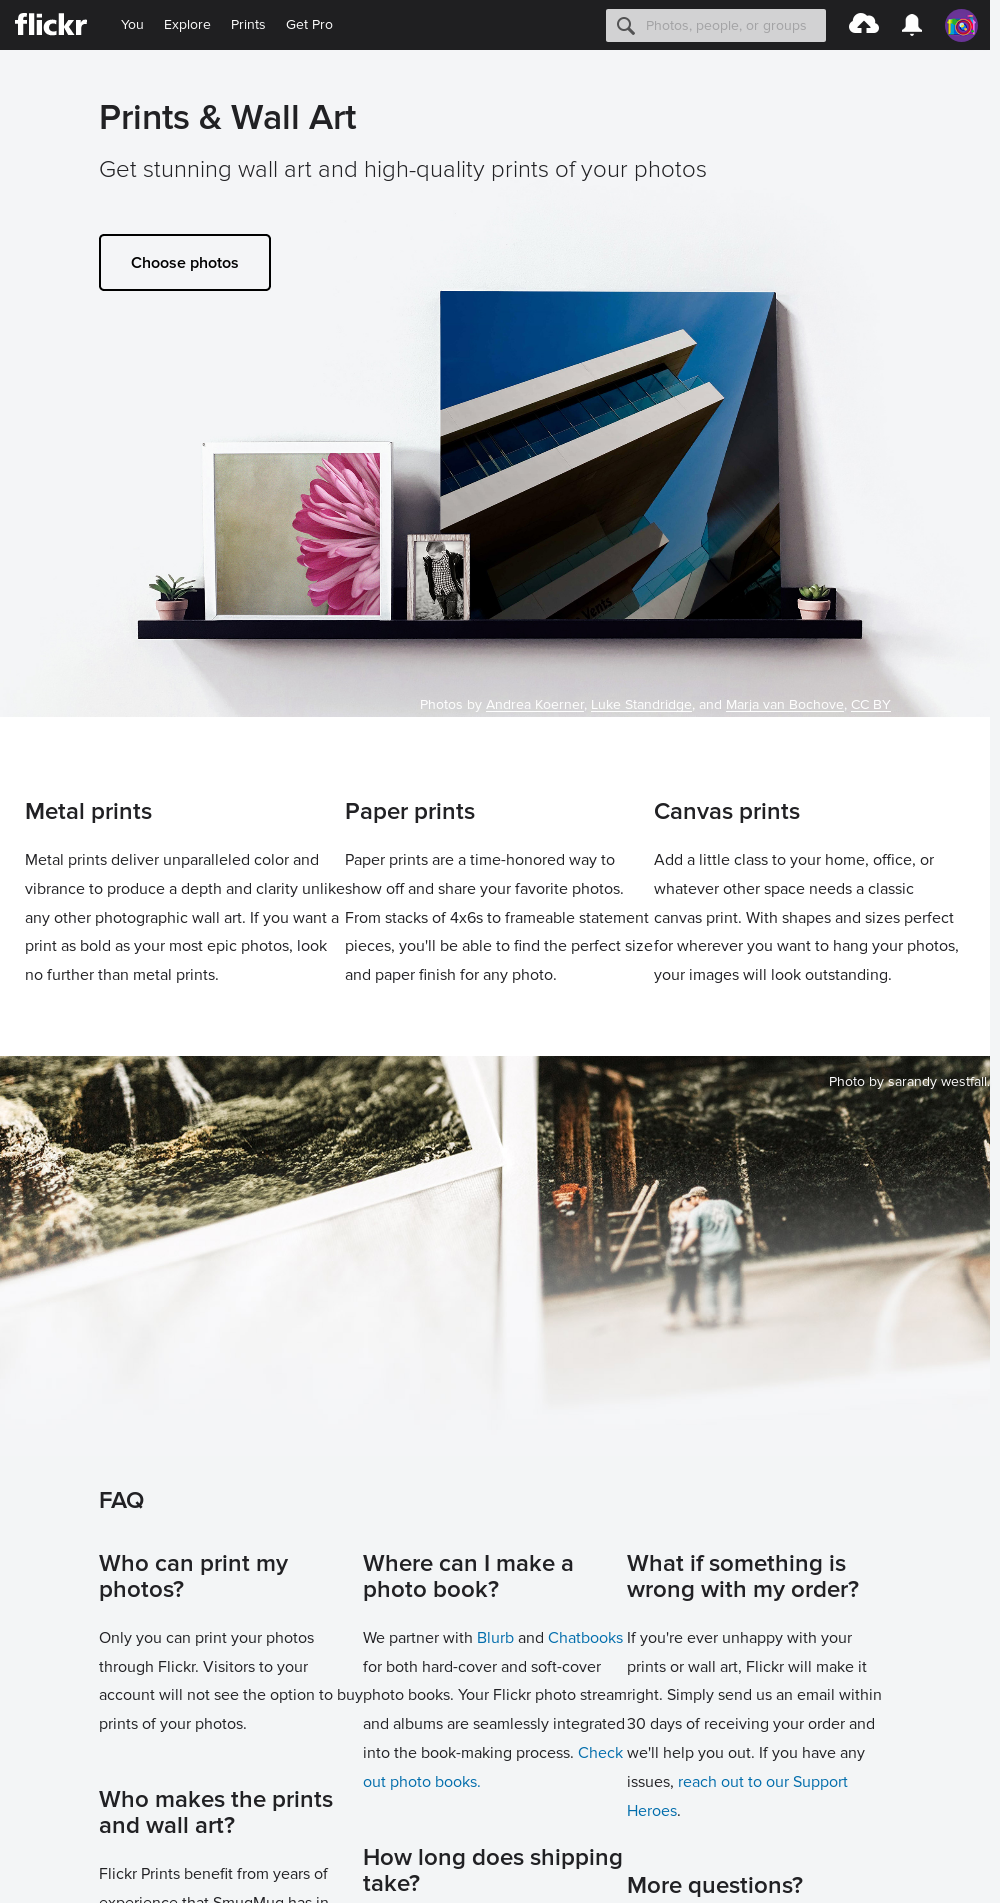 flickr You Explore Prints Get Pro Photos, people, or groups
Prints & Wall Art
Get stunning wall art and high-quality prints of your photos
Choose photos
Photos by Andrea Koerner, Luke Standridge, and Marja van Bochove, CC BY
Metal prints
Metal prints deliver unparalleled color and
vibrance to produce a depth and clarity unlike
any other photographic wall art. If you want a
print as bold as your most epic photos, look
no further than metal prints.
Paper prints
Paper prints are a time-honored way to
show off and share your favorite photos.
From stacks of 4x6s to frameable statement
pieces, you'll be able to find the perfect size
and paper finish for any photo.
Canvas prints
Add a little class to your home, office, or
whatever other space needs a classic
canvas print. With shapes and sizes perfect
for wherever you want to hang your photos,
your images will look outstanding.
Photo by sarandy westfall.
FAQ
Who can print my
photos?
Only you can print your photos
through Flickr. Visitors to your
account will not see the option to buy
prints of your photos.
Who makes the prints
and wall art?
Flickr Prints benefit from years of
experience that SmugMug has in
Where can I make a
photo book?
We partner with Blurb and Chatbooks
for both hard-cover and soft-cover
photo books. Your Flickr photo stream
and albums are seamlessly integrated
into the book-making process. Check
out photo books.
How long does shipping
take?
What if something is
wrong with my order?
If you're ever unhappy with your
prints or wall art, Flickr will make it
right. Simply send us an email within
30 days of receiving your order and
we'll help you out. If you have any
issues, reach out to our Support
Heroes.
More questions?